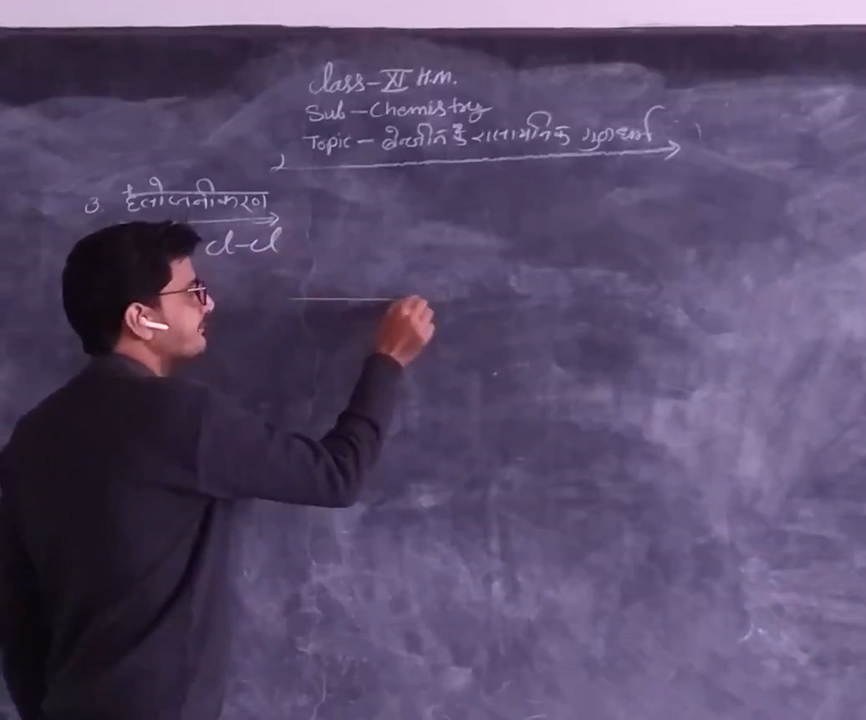 Class-XI H.M.
Sub-Chemistry
Topic - बेन्जीन के रासायनिक गुणधर्म
3. हैलोजनीकरण
Cl-Cl